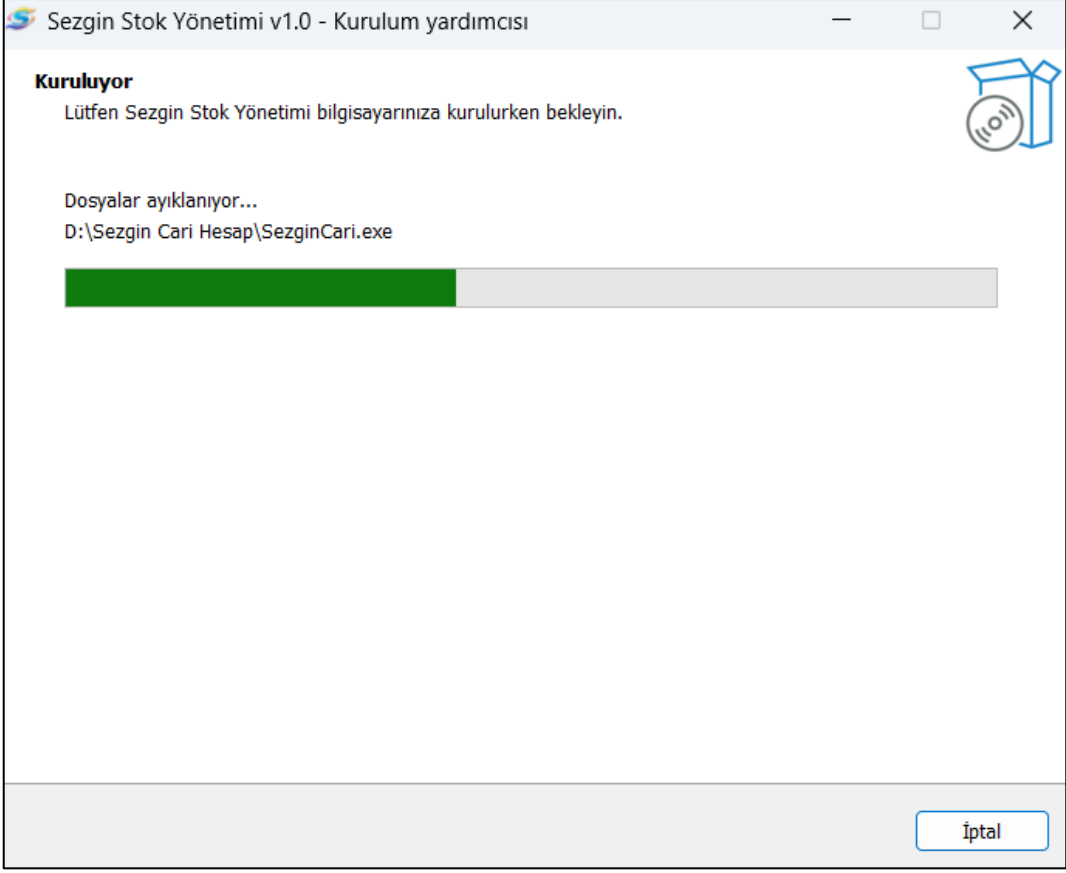 Sezgin Stok Yönetimi v1.0 - Kurulum yardımcısı
Kuruluyor
Lütfen Sezgin Stok Yönetimi bilgisayarınıza kurulurken bekleyin.
Dosyalar ayıklanıyor...
D:\Sezgin Cari Hesap\SezginCari.exe
İptal